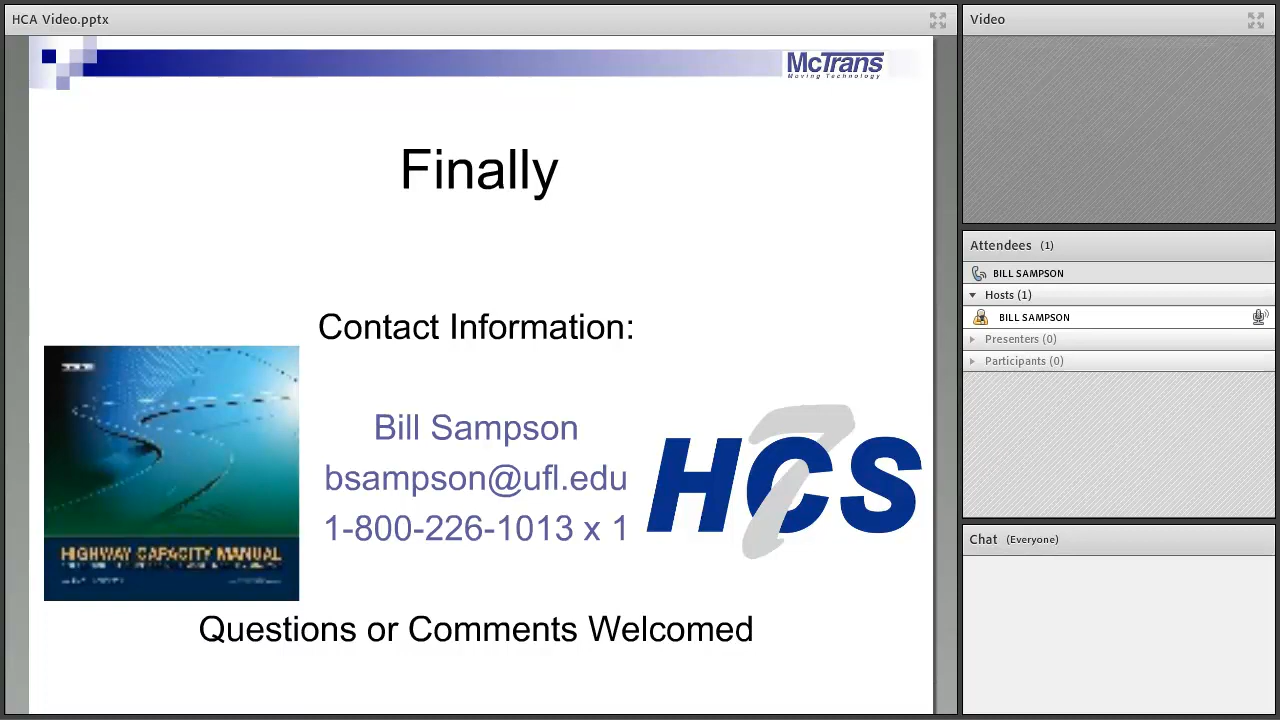 HCA Video.pptx
McTrans
Moving Technology
Finally
Contact Information:
Bill Sampson
bsampson@ufl.edu
1-800-226-1013 x 1
HIGHWAY CAPACITY MANUAL
HCS
7
Questions or Comments Welcomed
Video
Attendees (1)
BILL SAMPSON
Hosts (1)
BILL SAMPSON
Presenters (0)
Participants (0)
Chat (Everyone)